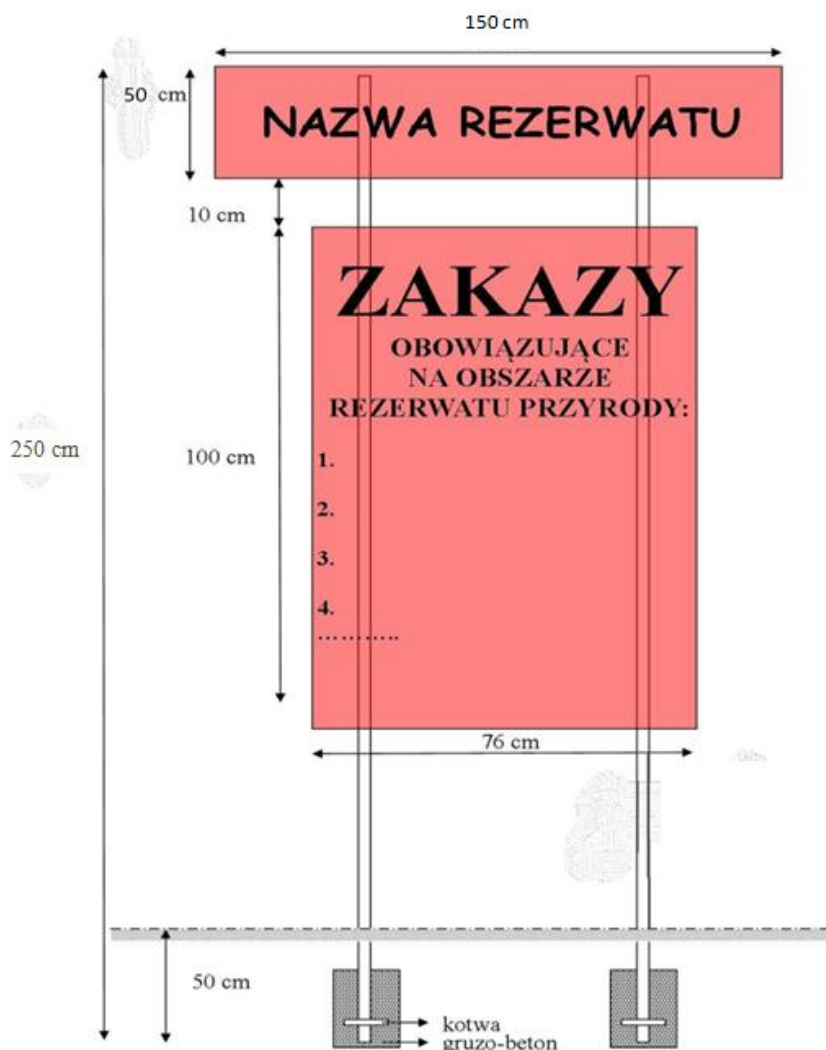 150 cm
50 cm
NAZWA REZERWATU
10 cm
ZAKAZY
OBOWIĄZUJĄCE
NA OBSZARZE
REZERWATU PRZYRODY:
250 cm
100 cm
1.
2.
3.
4.
………..
76 cm
50 cm
kotwa
gruzo-beton